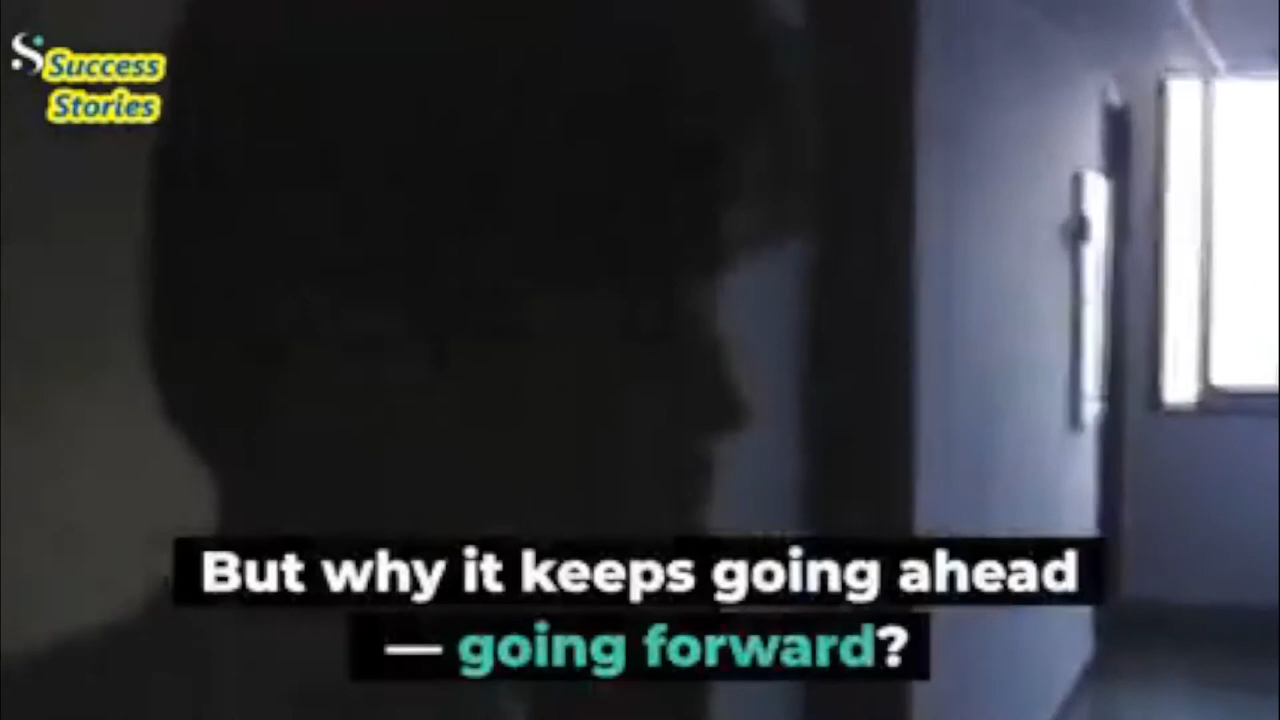 Success
Stories
But why it keeps going ahead
— going forward?